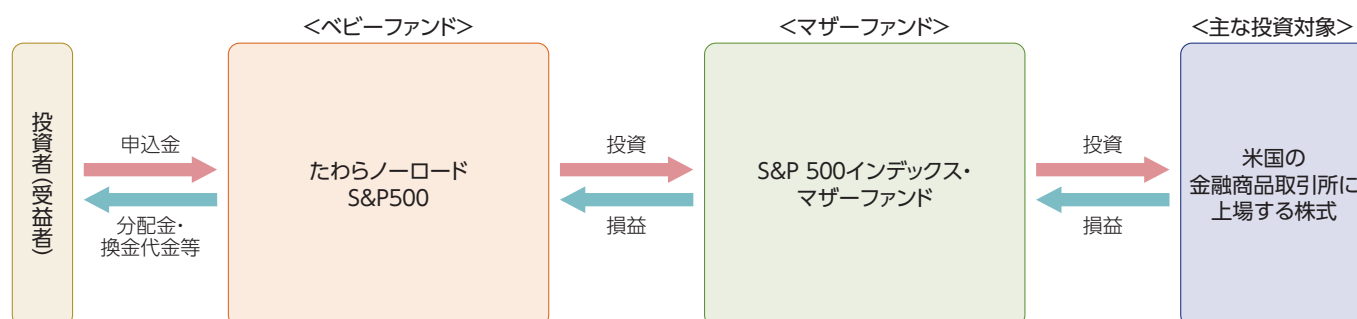 <ベビーファンド>
<マザーファンド>
<主な投資対象>
投資者(受益者)
申込金
分配金・
換金代金等
たわらノーロード
S&P500
投資
損益
S&P 500インデックス・
マザーファンド
投資
損益
米国の
金融商品取引所に
上場する株式